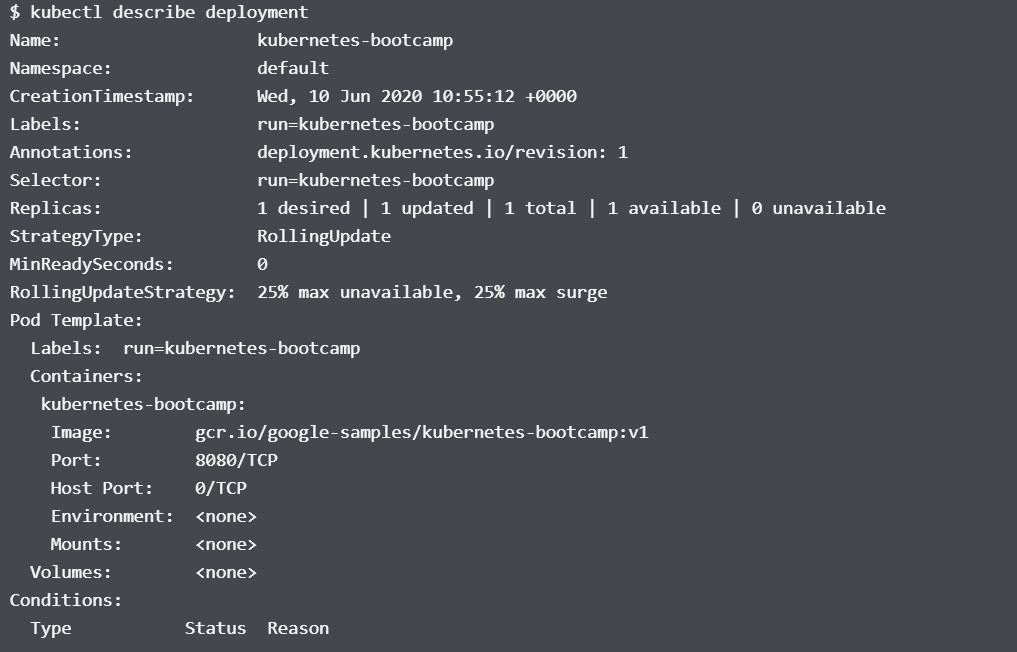 $ kubectl describe deployment
Name:                   kubernetes-bootcamp
Namespace:              default
CreationTimestamp:      Wed, 10 Jun 2020 10:55:12 +0000
Labels:                 run=kubernetes-bootcamp
Annotations:            deployment.kubernetes.io/revision: 1
Selector:               run=kubernetes-bootcamp
Replicas:               1 desired | 1 updated | 1 total | 1 available | 0 unavailable
StrategyType:           RollingUpdate
MinReadySeconds:        0
RollingUpdateStrategy:  25% max unavailable, 25% max surge
Pod Template:
  Labels:  run=kubernetes-bootcamp
  Containers:
   kubernetes-bootcamp:
    Image:        gcr.io/google-samples/kubernetes-bootcamp:v1
    Port:         8080/TCP
    Host Port:    0/TCP
    Environment:  <none>
    Mounts:       <none>
  Volumes:        <none>
Conditions:
  Type           Status  Reason